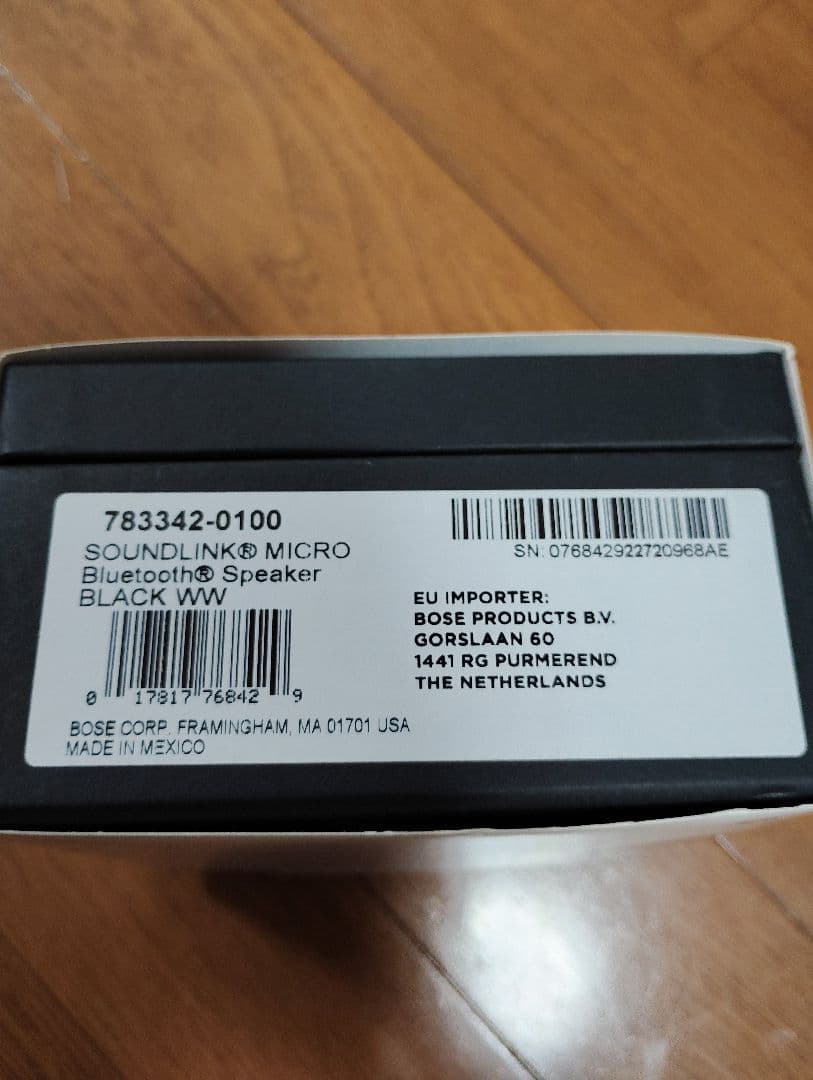 783342-0100
SOUNDLINK® MICRO
Bluetooth® Speaker
BLACK WW
0 17817 76842 9
BOSE CORP. FRAMINGHAM, MA 01701 USA
MADE IN MEXICO
SN: 076842922720968AE
EU IMPORTER:
BOSE PRODUCTS B.V.
GORSLAAN 60
1441 RG PURMEREND
THE NETHERLANDS